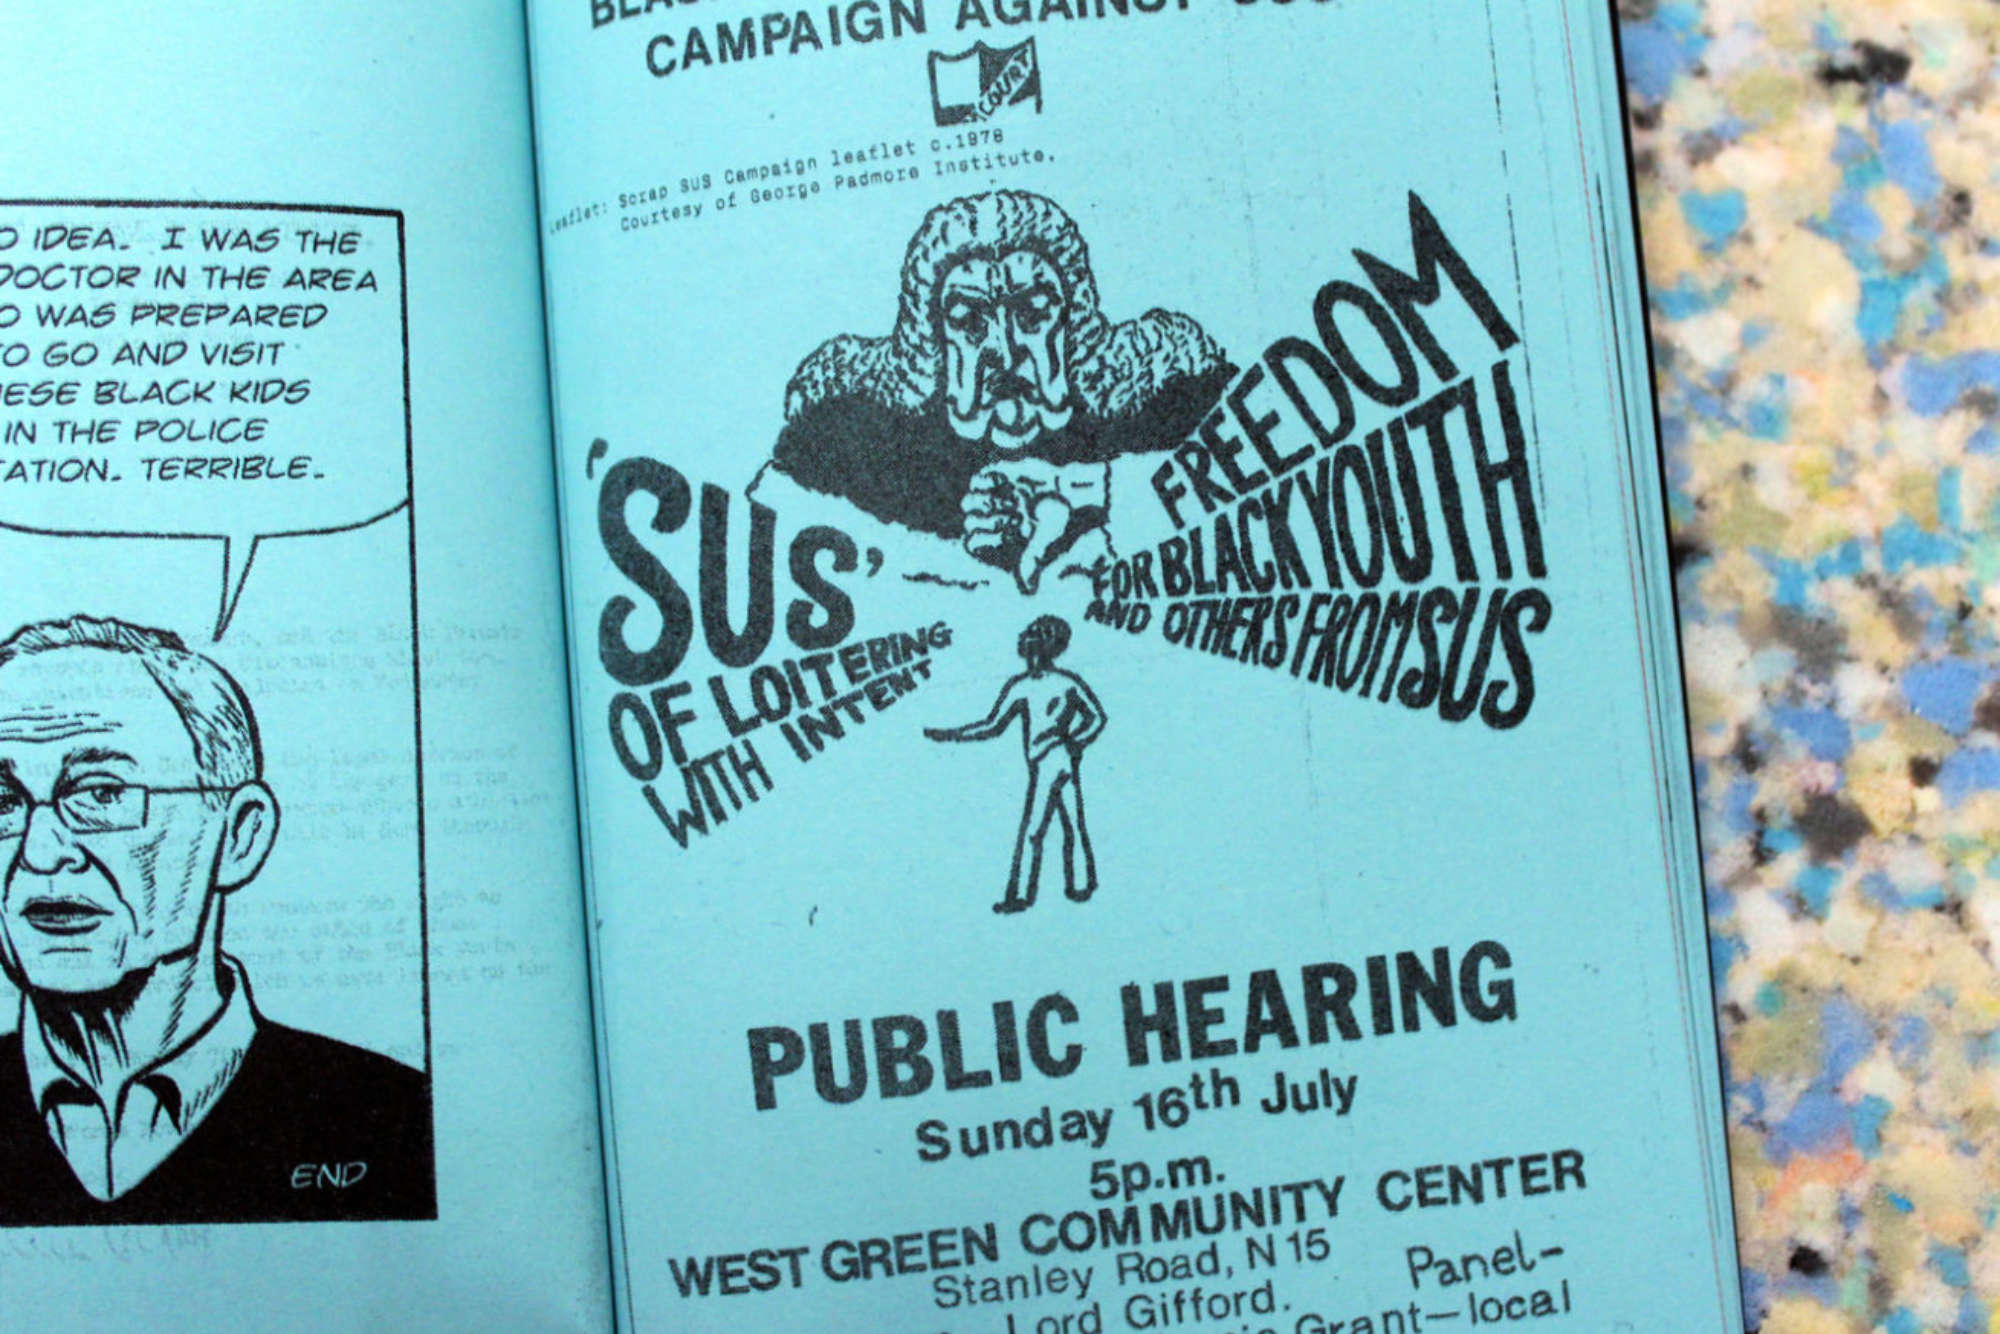 IDEA. I WAS THE
DOCTOR IN THE AREA
WAS PREPARED
TO GO AND VISIT
BLACK KIDS
IN THE POLICE
TERRIBLE.
END
CAMPAIGN AGAINST
COURT
Leaflet: Scrap SUS Campaign leaflet c.1978
Courtesy of George Padmore Institute.
'SUS'
OF LOITERING
WITH INTENT
FREEDOM
FOR BLACK YOUTH
AND OTHERS FROM SUS
PUBLIC HEARING
Sunday 16th July
5p.m.
WEST GREEN COMMUNITY CENTER
Stanley Road, N15
Panel-
Lord Gifford.
Grant-local